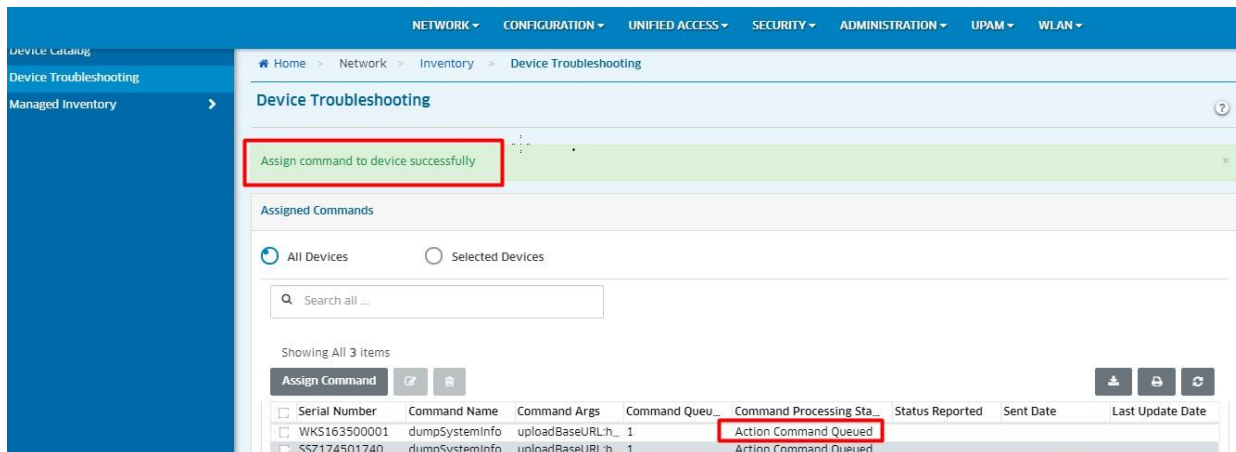 NETWORK CONFIGURATION UNIFIED ACCESS SECURITY ADMINISTRATION UPAM WLAN
Device Catalog
Device Troubleshooting
Managed Inventory
Home > Network > Inventory > Device Troubleshooting
Device Troubleshooting
?
Assign command to device successfully ×
Assigned Commands
All Devices Selected Devices
Search all ...
Showing All 3 items
Assign Command
Serial Number Command Name Command Args Command Queu... Command Processing Sta... Status Reported Sent Date Last Update Date
WKS163500001 dumpSystemInfo uploadBaseURL:h... 1 Action Command Queued
SSZ174501740 dumpSystemInfo uploadBaseURL:h... 1 Action Command Queued